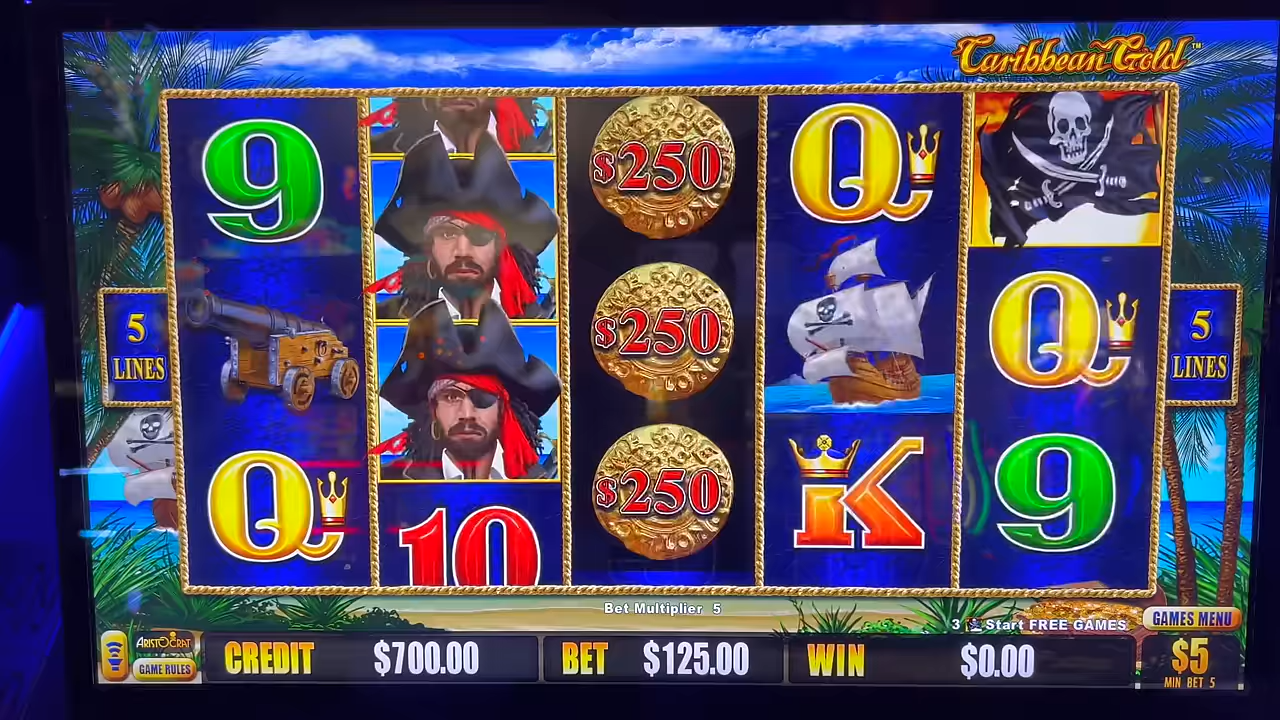 Caribbean Gold™
9
$250
Q
5
LINES
$250
Q
5
LINES
Q
10
$250
K
9
Bet Multiplier 5
3 Start FREE GAMES
GAMES MENU
ARISTOCRAT
GAME RULES
CREDIT $700.00
BET $125.00
WIN $0.00
$5
MIN BET 5